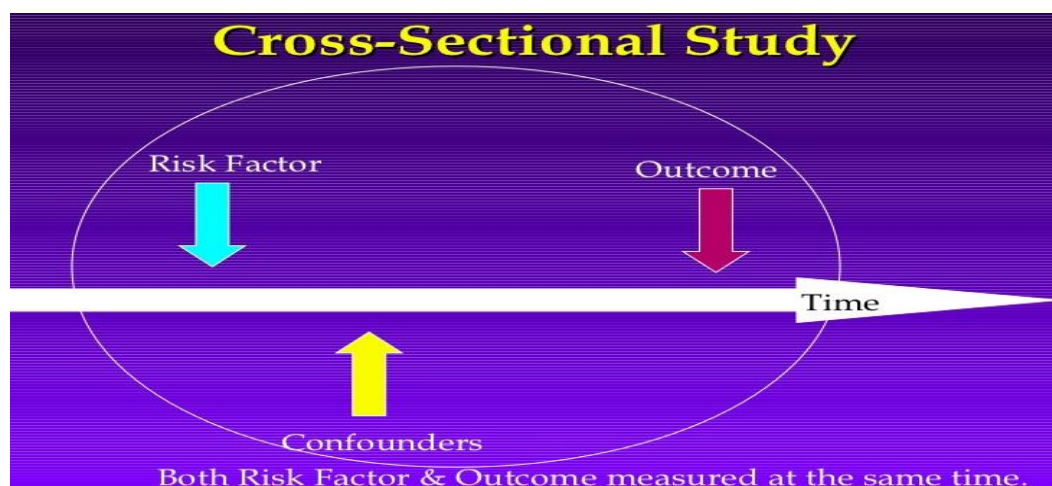 Cross-Sectional Study
Risk Factor
Outcome
Time
Confounders
Both Risk Factor & Outcome measured at the same time.